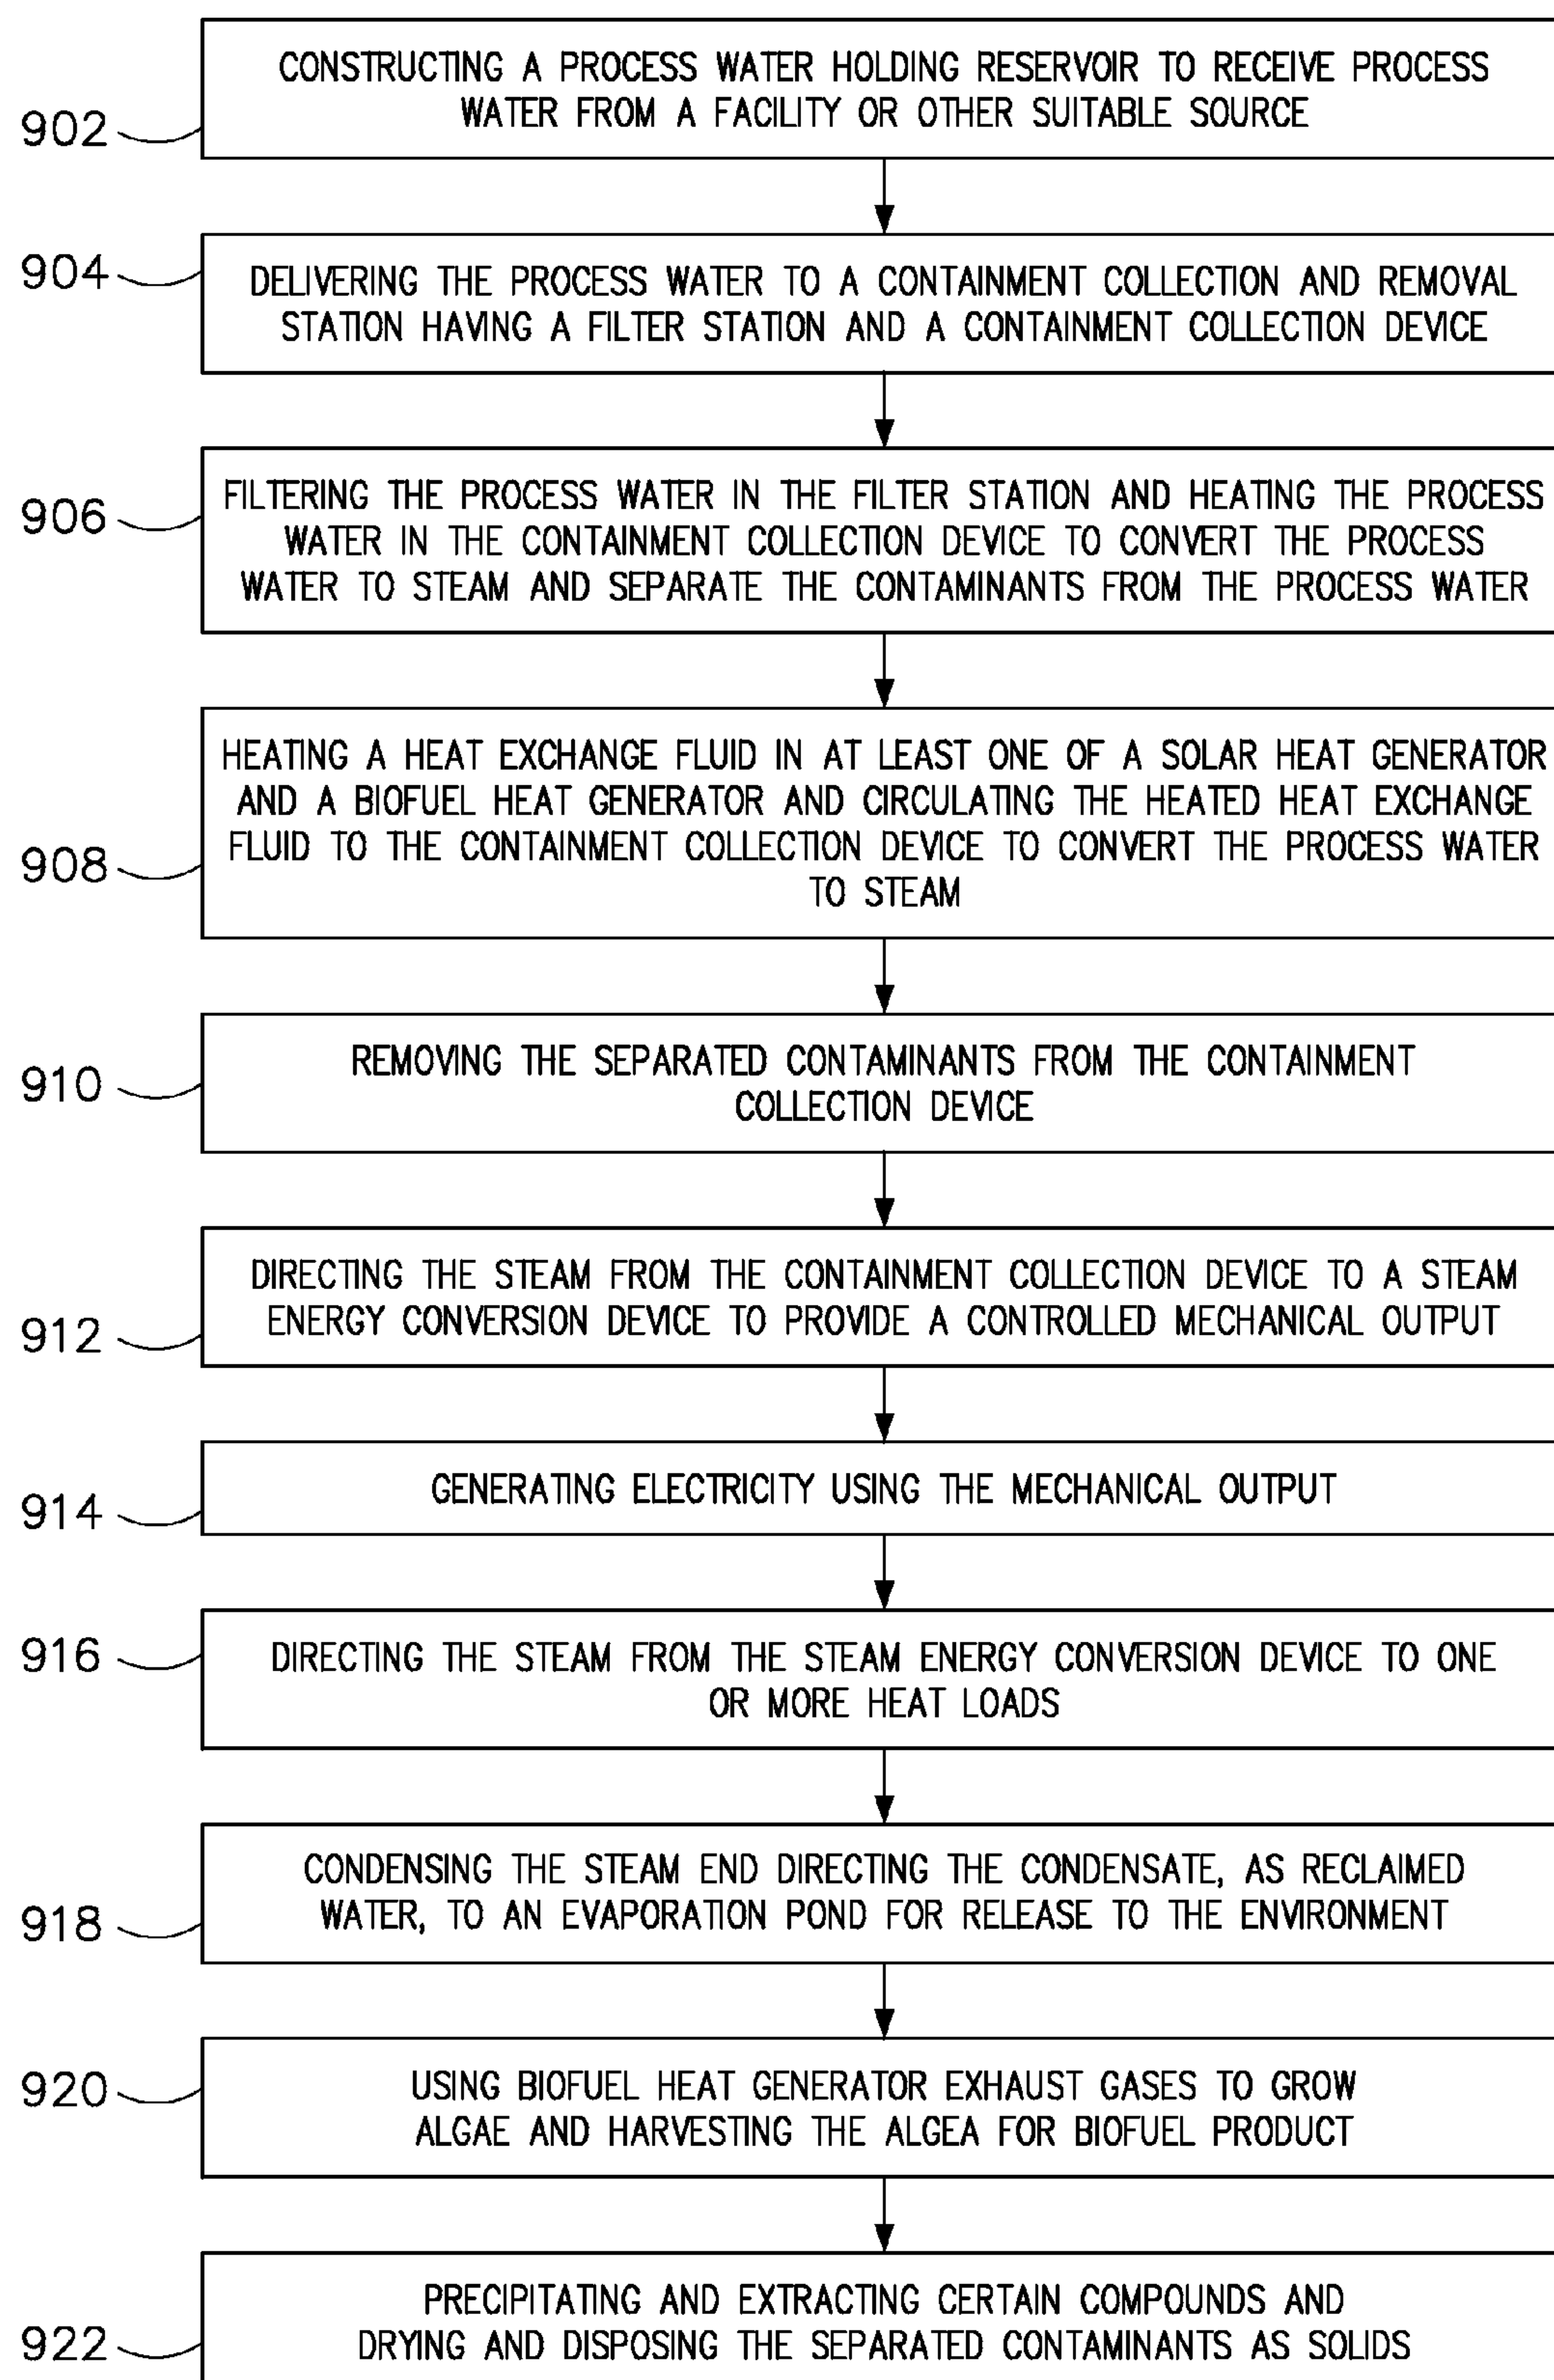 CONSTRUCTING A PROCESS WATER HOLDING RESERVOIR TO RECEIVE PROCESS
WATER FROM A FACILITY OR OTHER SUITABLE SOURCE
902
904
DELIVERING THE PROCESS WATER TO A CONTAINMENT COLLECTION AND REMOVAL
STATION HAVING A FILTER STATION AND A CONTAINMENT COLLECTION DEVICE
906
FILTERING THE PROCESS WATER IN THE FILTER STATION AND HEATING THE PROCESS
WATER IN THE CONTAINMENT COLLECTION DEVICE TO CONVERT THE PROCESS
WATER TO STEAM AND SEPARATE THE CONTAMINANTS FROM THE PROCESS WATER
HEATING A HEAT EXCHANGE FLUID IN AT LEAST ONE OF A SOLAR HEAT GENERATOR
AND A BIOFUEL HEAT GENERATOR AND CIRCULATING THE HEATED HEAT EXCHANGE
FLUID TO THE CONTAINMENT COLLECTION DEVICE TO CONVERT THE PROCESS WATER
TO STEAM
908
REMOVING THE SEPARATED CONTAMINANTS FROM THE CONTAINMENT
COLLECTION DEVICE
910
DIRECTING THE STEAM FROM THE CONTAINMENT COLLECTION DEVICE TO A STEAM
ENERGY CONVERSION DEVICE TO PROVIDE A CONTROLLED MECHANICAL OUTPUT
912
GENERATING ELECTRICITY USING THE MECHANICAL OUTPUT
914
916
DIRECTING THE STEAM FROM THE STEAM ENERGY CONVERSION DEVICE TO ONE
OR MORE HEAT LOADS
CONDENSING THE STEAM END DIRECTING THE CONDENSATE, AS RECLAIMED
WATER, TO AN EVAPORATION POND FOR RELEASE TO THE ENVIRONMENT
918
920
USING BIOFUEL HEAT GENERATOR EXHAUST GASES TO GROW
ALGAE AND HARVESTING THE ALGEA FOR BIOFUEL PRODUCT
PRECIPITATING AND EXTRACTING CERTAIN COMPOUNDS AND
DRYING AND DISPOSING THE SEPARATED CONTAMINANTS AS SOLIDS
922